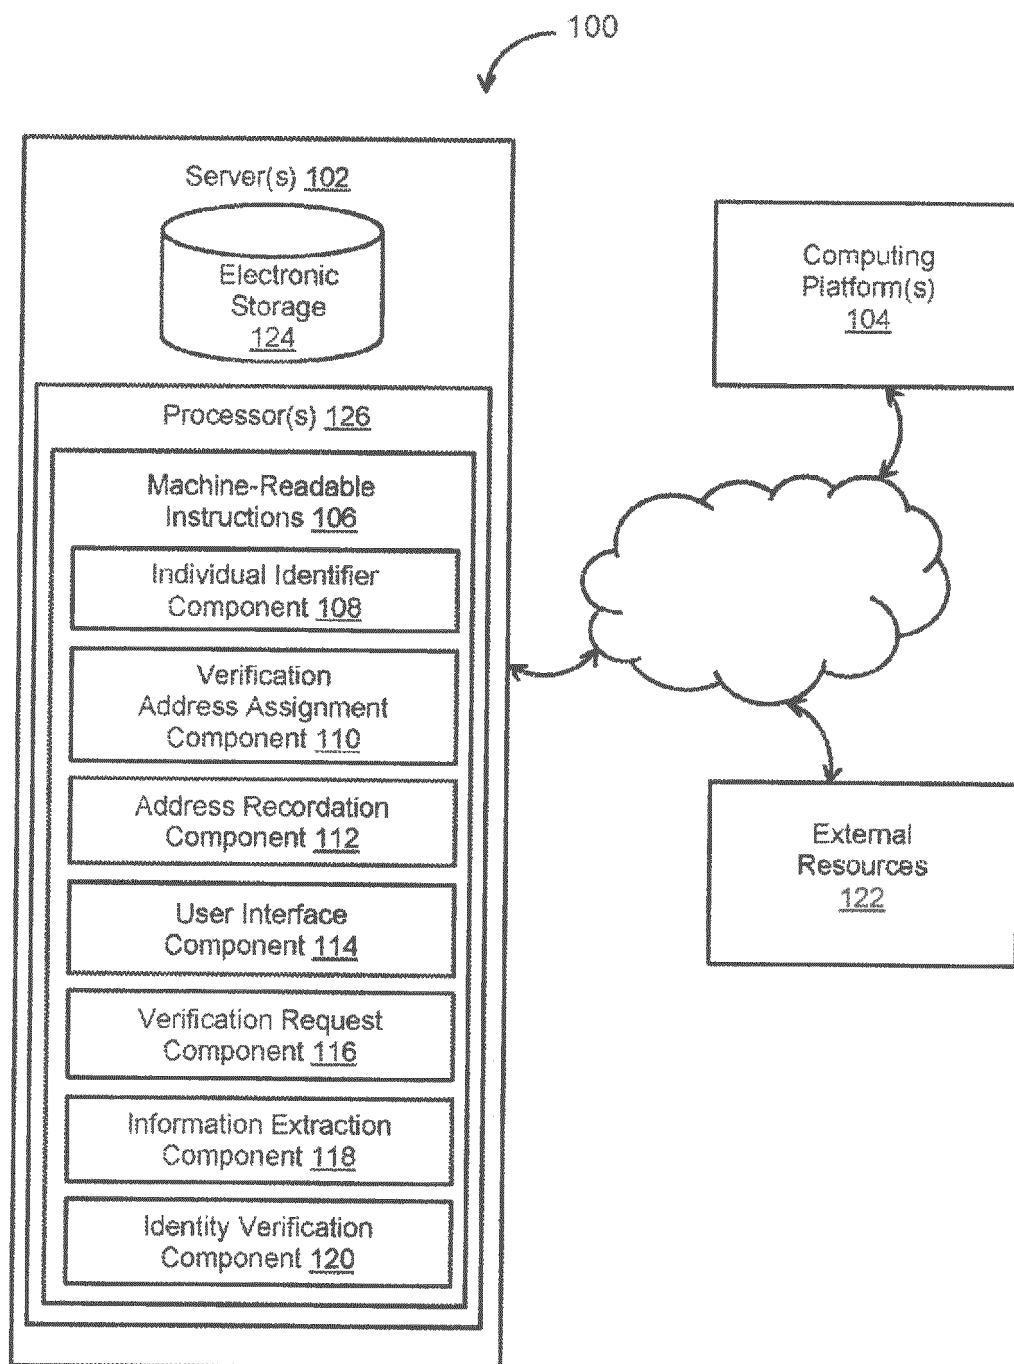 100
Server(s) 102
Electronic
Storage
124
Processor(s) 126
Machine-Readable
Instructions 106
Individual Identifier
Component 108
Verification
Address Assignment
Component 110
Address Recordation
Component 112
User Interface
Component 114
Verification Request
Component 116
Information Extraction
Component 118
Identity Verification
Component 120
Computing
Platform(s)
104
External
Resources
122